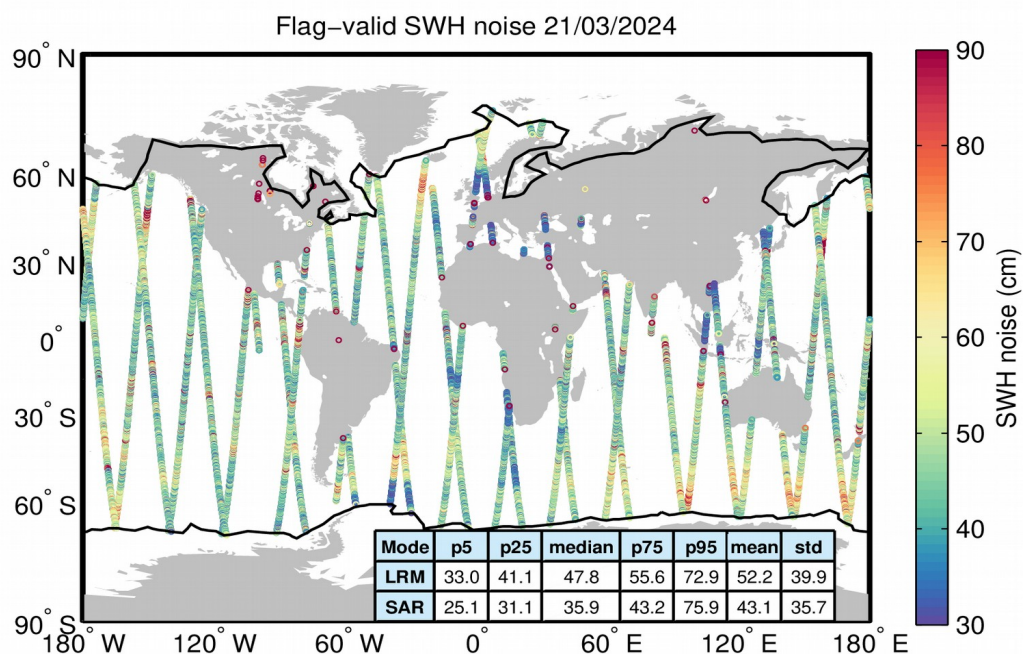 Flag−valid SWH noise 21/03/2024
90° N
60° N
30° N
0°
30° S
60° S
90° S
180° W
120° W
60° W
0°
60° E
120° E
180° E
90
80
70
60
50
40
30
SWH noise (cm)
Mode p5 p25 median p75 p95 mean std
LRM 33.0 41.1 47.8 55.6 72.9 52.2 39.9
SAR 25.1 31.1 35.9 43.2 75.9 43.1 35.7